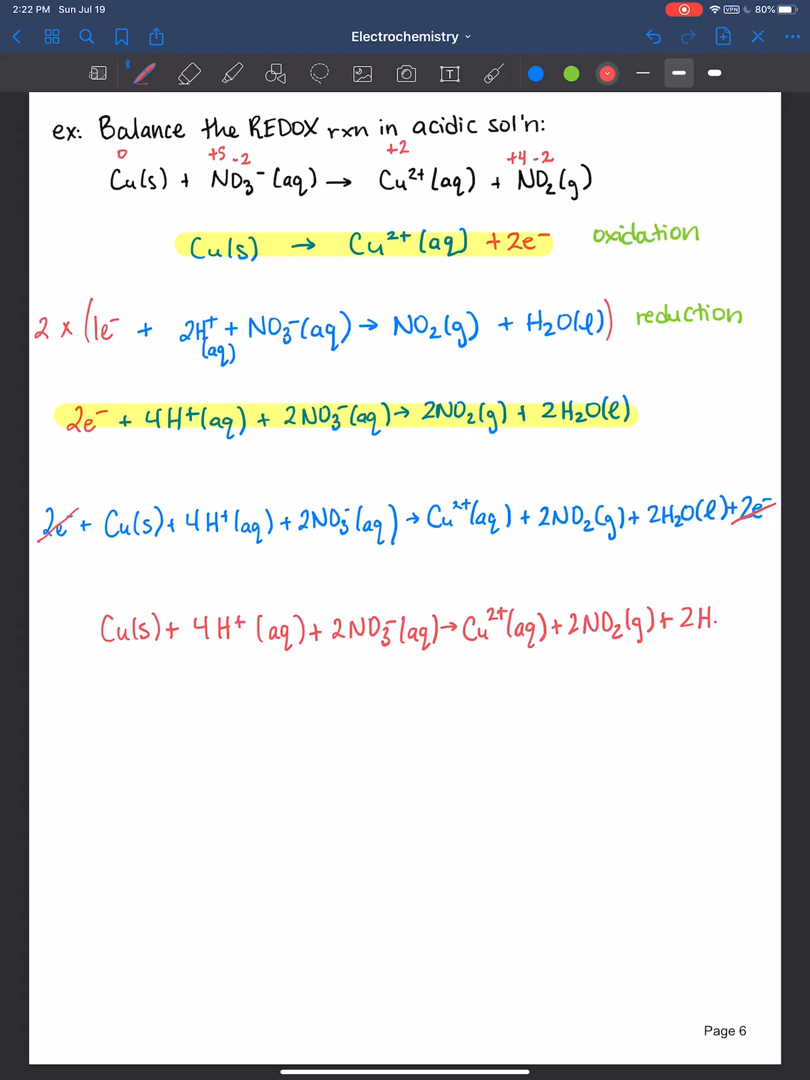 2:22 PM Sun Jul 19
VPN 80%
Electrochemistry
T
ex: Balance the REDOX rxn in acidic sol'n:
0 +5 -2 +2 +4 -2
Cu(s) + NO₃⁻(aq) → Cu²⁺(aq) + NO₂(g)
Cu(s) → Cu²⁺(aq) + 2e⁻ oxidation
2 × (1e⁻ + 2H⁺(aq) + NO₃⁻(aq) → NO₂(g) + H₂O(l)) reduction
2e⁻ + 4H⁺(aq) + 2NO₃⁻(aq) → 2NO₂(g) + 2H₂O(l)
2e⁻ + Cu(s) + 4H⁺(aq) + 2NO₃⁻(aq) → Cu²⁺(aq) + 2NO₂(g) + 2H₂O(l) + 2e⁻
Cu(s) + 4H⁺(aq) + 2NO₃⁻(aq) → Cu²⁺(aq) + 2NO₂(g) + 2H
Page 6